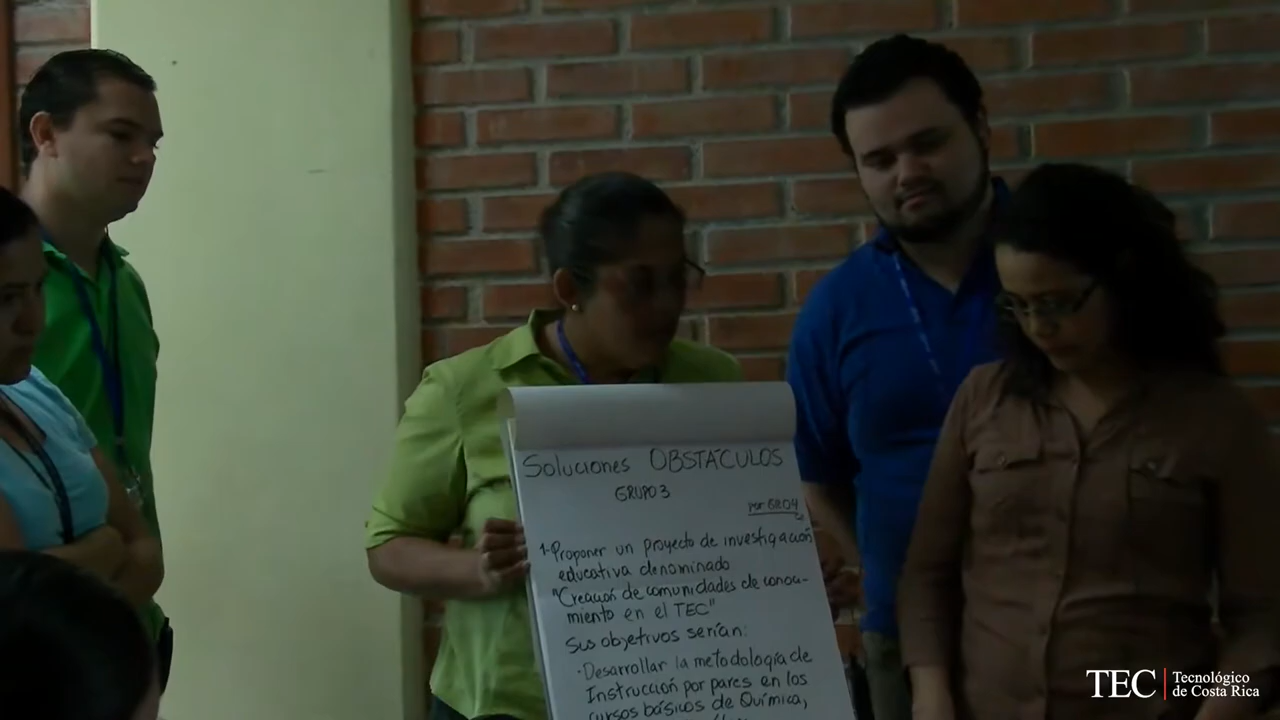 Soluciones OBSTÁCULOS
GRUPO 3
por GR04
1- Proponer un proyecto de investigación
educativa denominado
"Creación de comunidades de conoci-
miento en el TEC"
Sus objetivos serían:
· Desarrollar la metodología de
Instrucción por pares en los
cursos básicos de Química,
TEC | Tecnológico
de Costa Rica